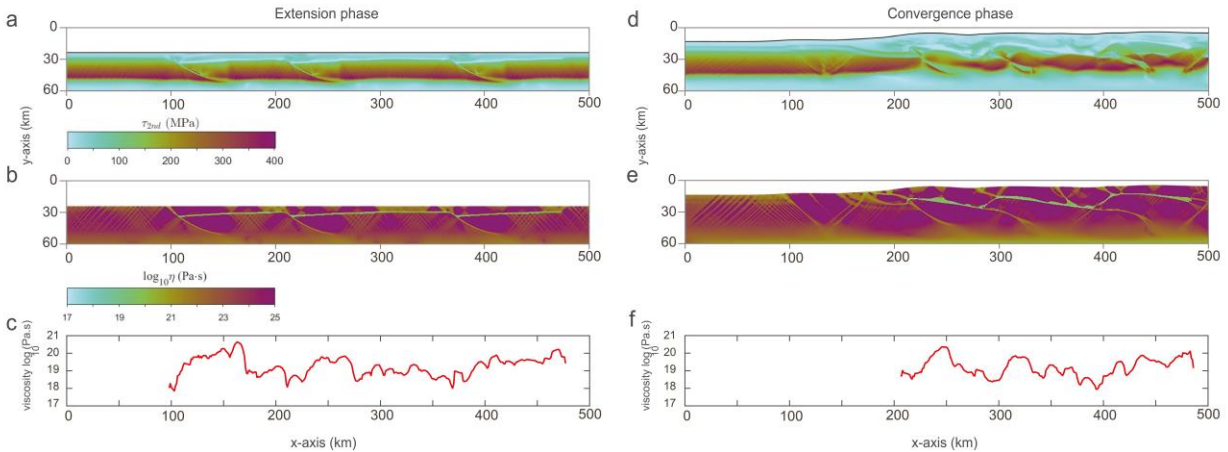 Extension phase
Convergence phase
a
0
30
60
0 100 200 300 400 500
y-axis (km)
τ2nd (MPa)
0 100 200 300 400
b
0
30
60
0 100 200 300 400 500
log10η (Pa·s)
17 19 21 23 25
c
viscosity log10(Pa.s)
21
20
19
18
0 100 200 300 400 500
x-axis (km)
d
0
30
60
0 100 200 300 400 500
y-axis (km)
e
0
30
60
0 100 200 300 400 500
f
viscosity log10(Pa.s)
21
20
19
18
0 100 200 300 400 500
x-axis (km)